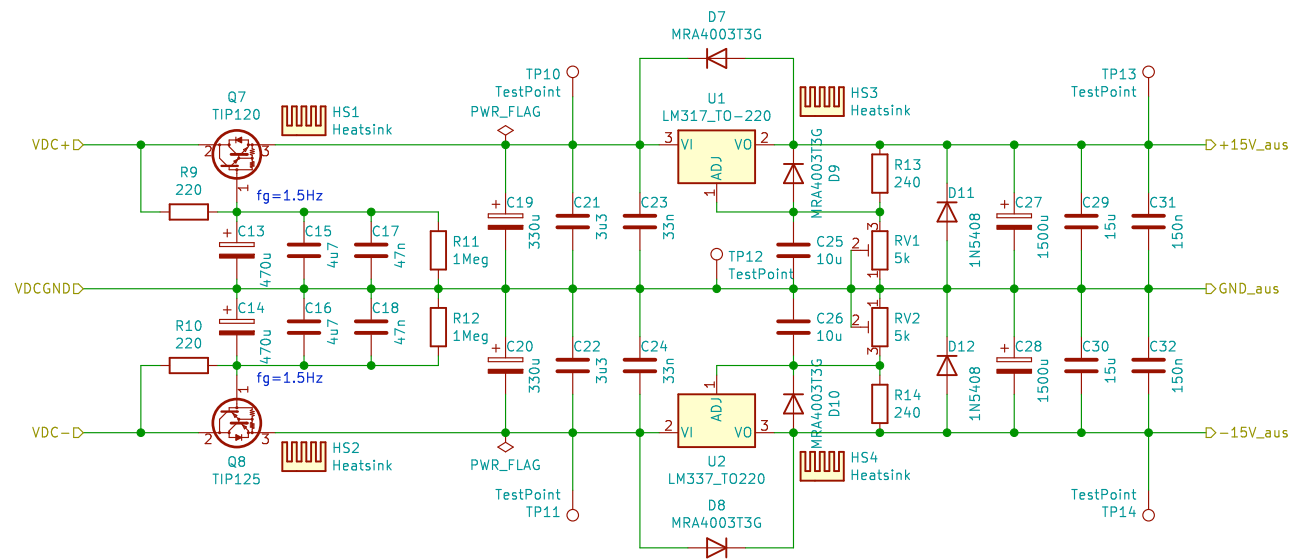 D7
MRA4003T3G
TP10
TestPoint
TP13
TestPoint
Q7
TIP120
HS1
Heatsink
PWR_FLAG
U1
LM317_TO-220
HS3
Heatsink
VDC+
2
3
1
3
VI
VO
2
ADJ
1
MRA4003T3G
D9
R13
240
+15V_aus
R9
220
fg=1.5Hz
+
C13
470u
C15
4u7
C17
47n
R11
1Meg
+
C19
330u
C21
3u3
C23
33n
TP12
TestPoint
C25
10u
3
2
1
RV1
5k
D11
1N5408
+
C27
1500u
C29
15u
C31
150n
VDCGND
GND_aus
R10
220
+
C14
470u
C16
4u7
C18
47n
R12
1Meg
fg=1.5Hz
+
C20
330u
C22
3u3
C24
33n
C26
10u
1
2
3
RV2
5k
D12
1N5408
+
C28
1500u
C30
15u
C32
150n
VDC-
1
2
3
Q8
TIP125
HS2
Heatsink
PWR_FLAG
1
ADJ
2
VI
VO
3
U2
LM337_TO220
MRA4003T3G
D10
R14
240
HS4
Heatsink
-15V_aus
TestPoint
TP11
D8
MRA4003T3G
TestPoint
TP14